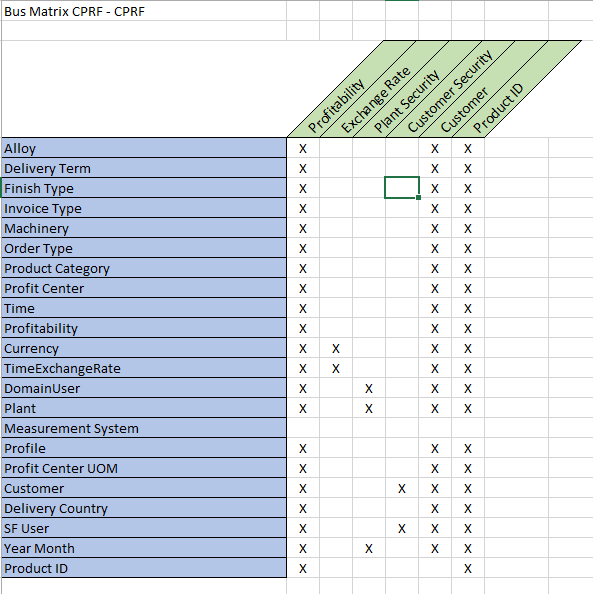 Bus Matrix CPRF - CPRF
Profitability
Exchange Rate
Plant Security
Customer Security
Customer
Product ID
Alloy X X X
Delivery Term X X X
Finish Type X X X
Invoice Type X X X
Machinery X X X
Order Type X X X
Product Category X X X
Profit Center X X X
Time X X X
Profitability X X X
Currency X X X X
TimeExchangeRate X X X X
DomainUser X X X X
Plant X X X X
Measurement System
Profile X X X
Profit Center UOM X X X
Customer X X X X
Delivery Country X X X
SF User X X X X
Year Month X X X X
Product ID X X